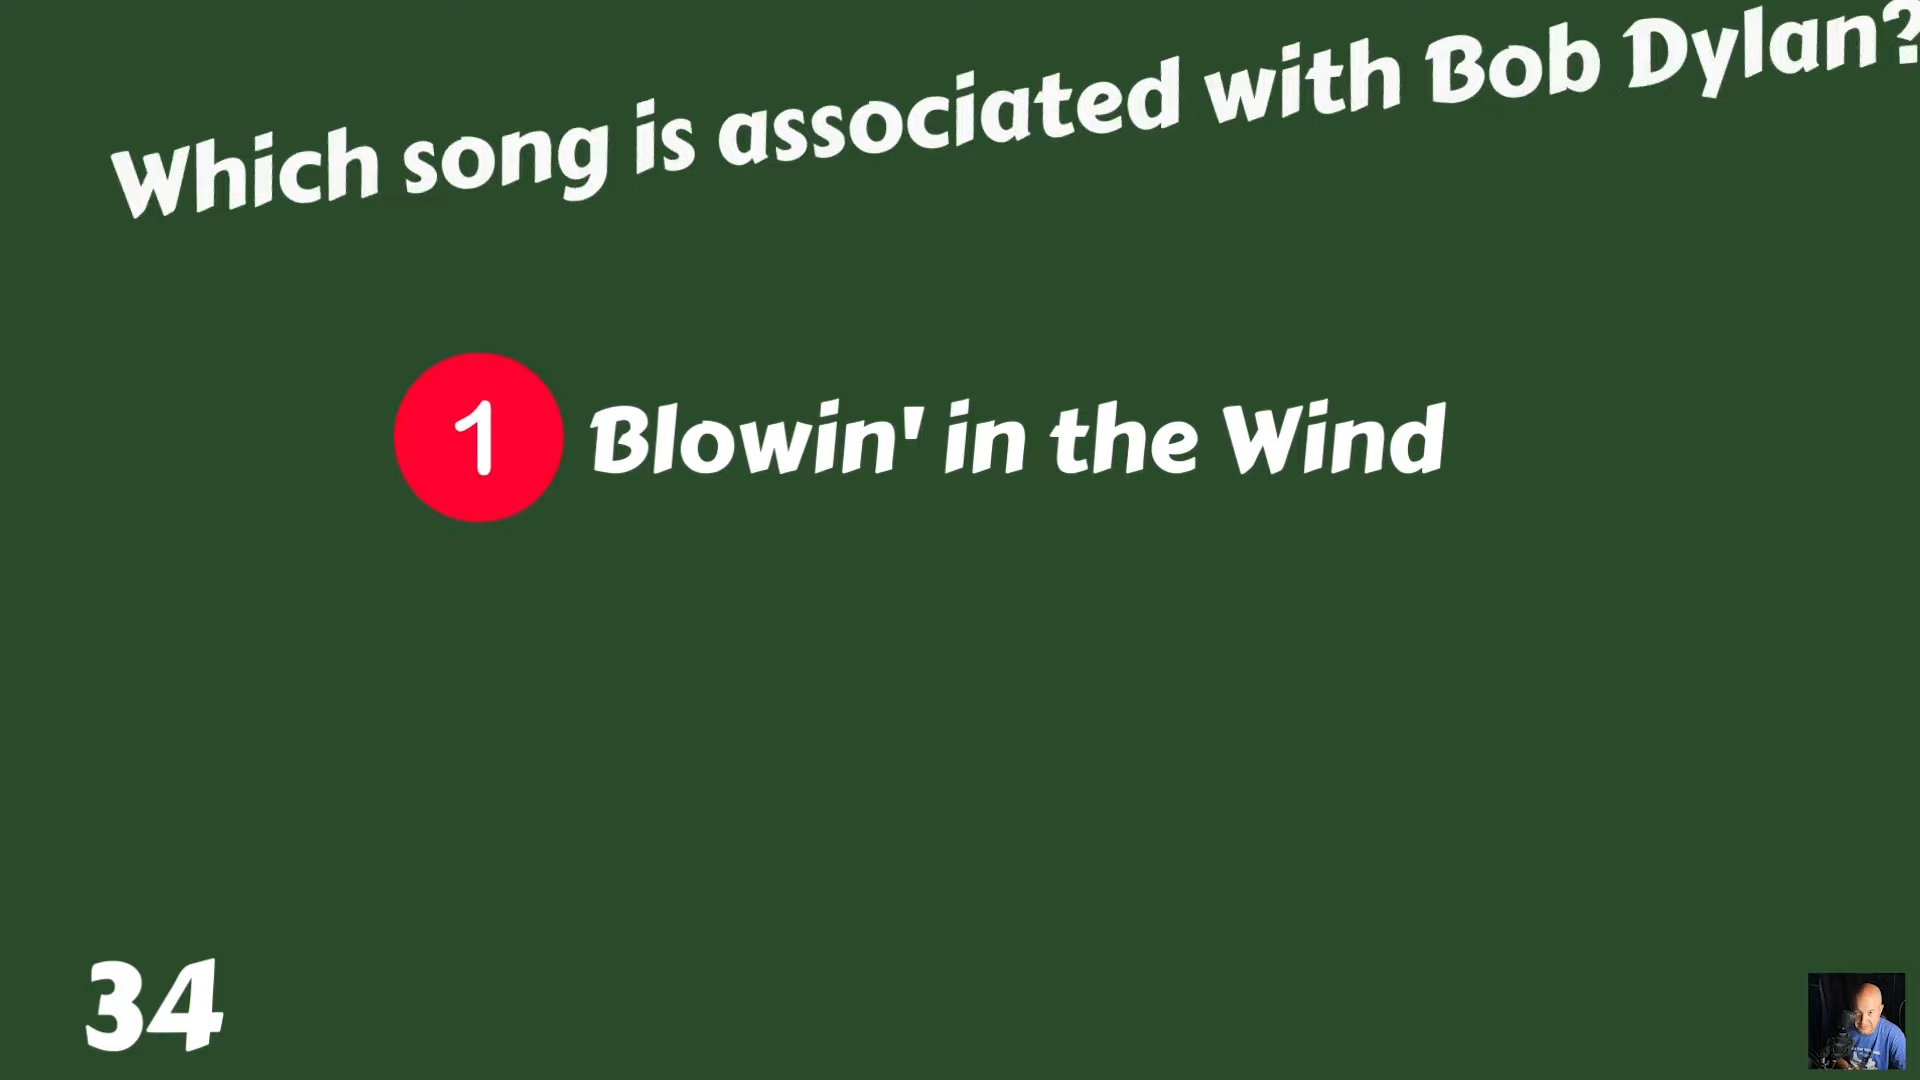 Which song is associated with Bob Dylan?
1 Blowin' in the Wind
34